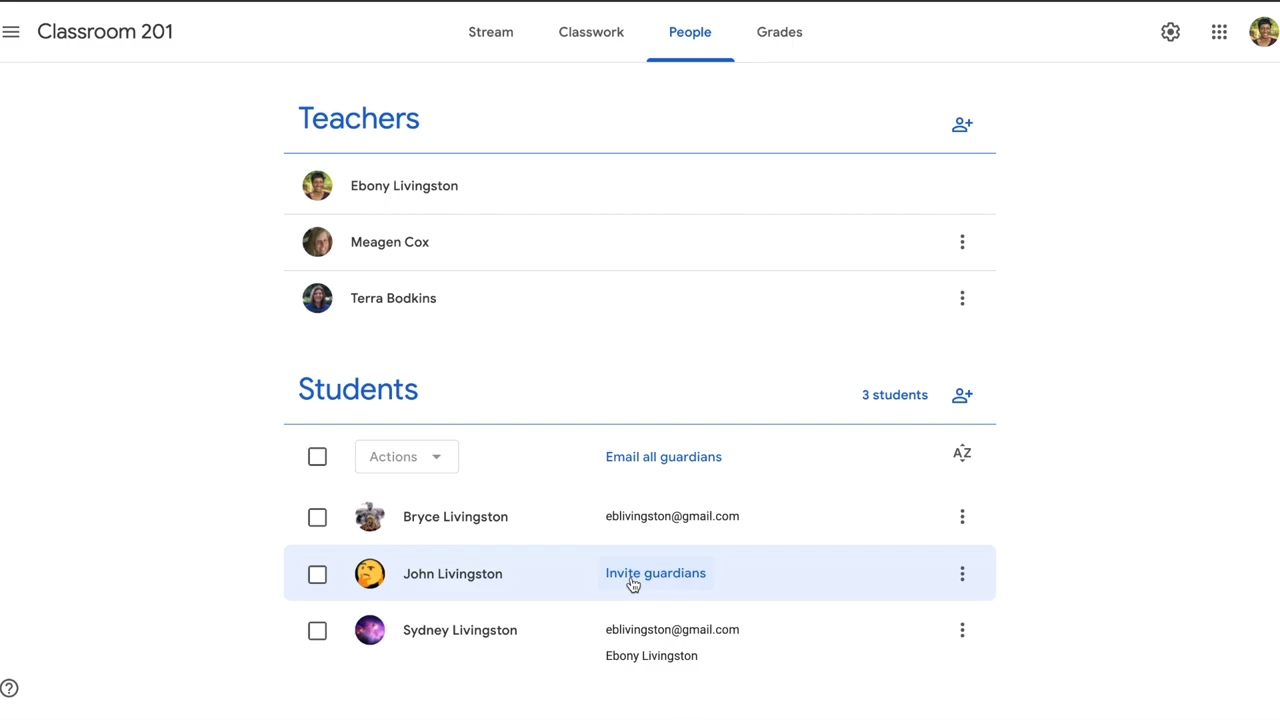 Classroom 201
Stream
Classwork
People
Grades
Teachers
Ebony Livingston
Meagen Cox
Terra Bodkins
Students
3 students
Actions
Email all guardians
AZ
Bryce Livingston
eblivingston@gmail.com
John Livingston
Invite guardians
Sydney Livingston
eblivingston@gmail.com
Ebony Livingston
?